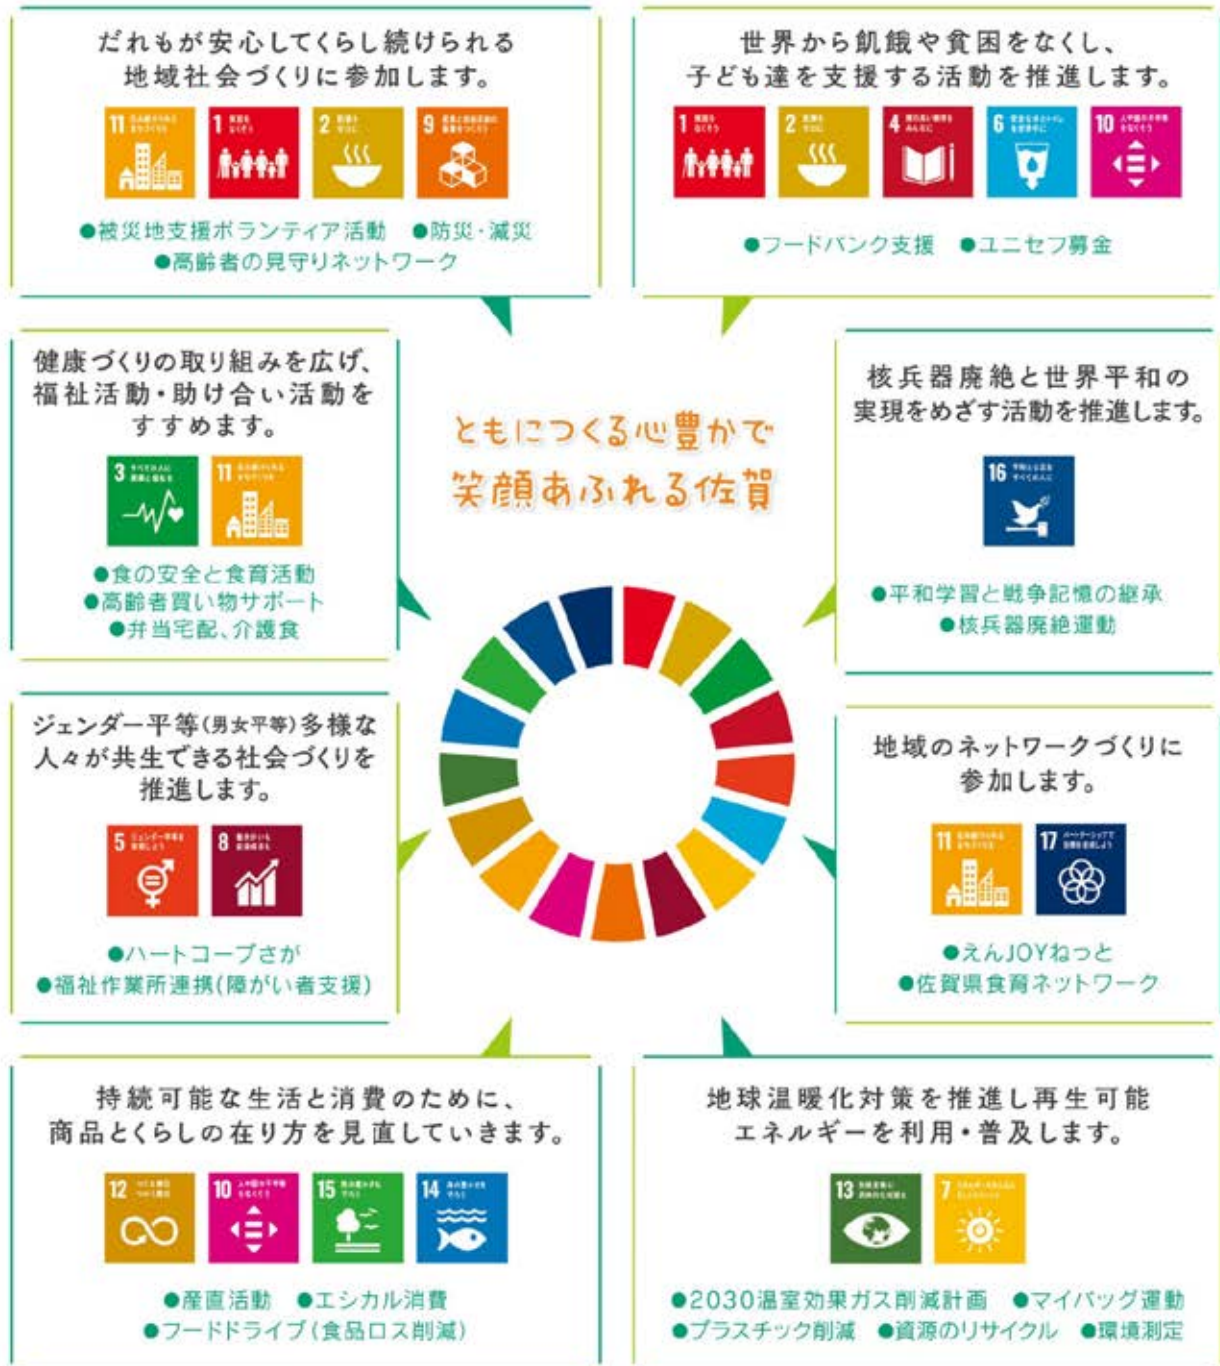 だれもが安心してくらし続けられる
地域社会づくりに参加します。
11
1
2
9
●被災地支援ボランティア活動 ●防災・減災
●高齢者の見守りネットワーク
世界から飢餓や貧困をなくし、
子ども達を支援する活動を推進します。
1
2
4
6
10
●フードバンク支援 ●ユニセフ募金
健康づくりの取り組みを広げ、
福祉活動・助け合い活動を
すすめます。
3
11
●食の安全と食育活動
●高齢者買い物サポート
●弁当宅配、介護食
ともにつくる心豊かで
笑顔あふれる佐賀
核兵器廃絶と世界平和の
実現をめざす活動を推進します。
16
●平和学習と戦争記憶の継承
●核兵器廃絶運動
ジェンダー平等(男女平等)多様な
人々が共生できる社会づくりを
推進します。
5
8
●ハートコープさが
●福祉作業所連携(障がい者支援)
地域のネットワークづくりに
参加します。
11
17
●えんJOYねっと
●佐賀県食育ネットワーク
持続可能な生活と消費のために、
商品とくらしの在り方を見直していきます。
12
10
15
14
●産直活動 ●エシカル消費
●フードドライブ(食品ロス削減)
地球温暖化対策を推進し再生可能
エネルギーを利用・普及します。
13
7
●2030温室効果ガス削減計画 ●マイバッグ運動
●プラスチック削減 ●資源のリサイクル ●環境測定